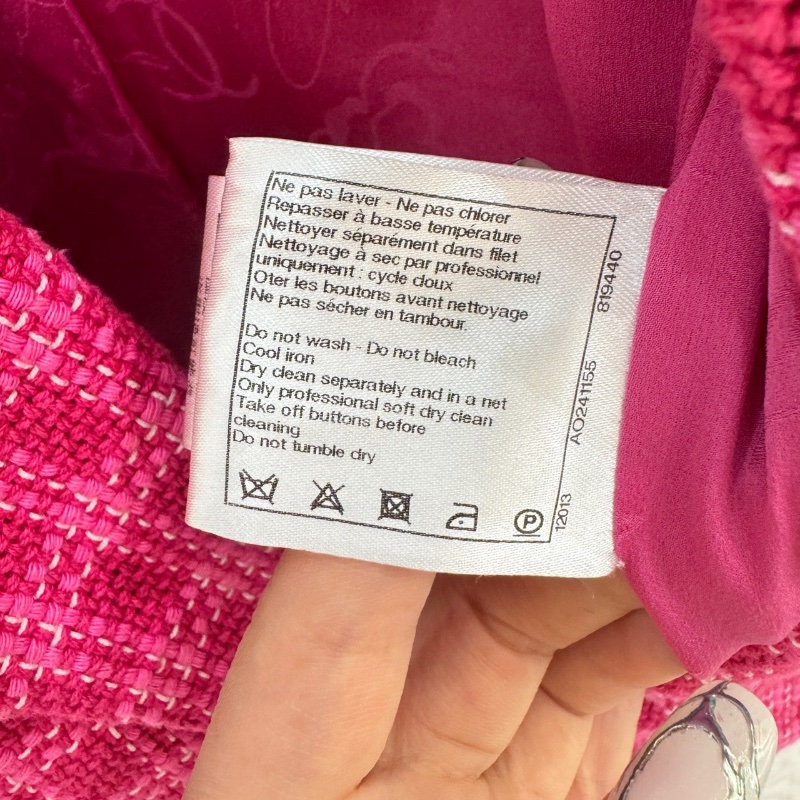 Ne pas laver - Ne pas chlorer
Repasser à basse température
Nettoyer séparément dans filet
Nettoyage à sec par professionnel
uniquement : cycle doux
Oter les boutons avant nettoyage
Ne pas sécher en tambour.
Do not wash - Do not bleach
Cool iron
Dry clean separately and in a net
Only professional soft dry clean
Take off buttons before
cleaning
Do not tumble dry
P
12013
AO241155
819440